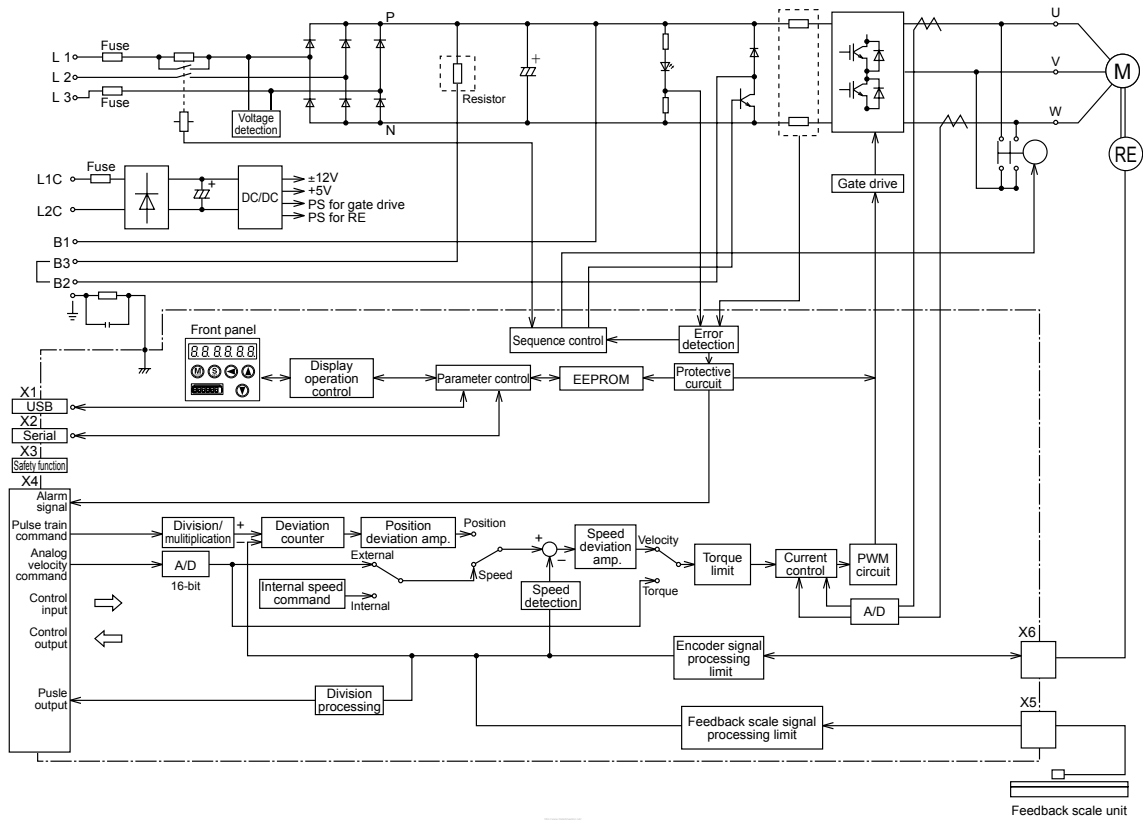 P
U
Fuse
L 1
L 2
L 3
Fuse
Voltage
detection
Resistor
N
V
M
W
RE
Fuse
L1C
L2C
DC/DC
±12V
+5V
PS for gate drive
PS for RE
Gate drive
B1
B3
B2
Front panel
8.8.8.8.8.8.
M S
Display
operation
control
Parameter control
EEPROM
Sequence control
Error
detection
Protective
curcuit
X1
USB
X2
Serial
X3
Safety function
X4
Alarm
signal
Pulse train
command
Analog
velocity
command
Control
input
Control
output
Pusle
output
Division/
mulitiplication
+
−
Deviation
counter
Position
deviation amp.
Position
A/D
16-bit
External
Internal speed
command
Internal
Speed
+
−
Speed
detection
Speed
deviation
amp.
Velocity
Torque
Torque
limit
Current
control
PWM
circuit
A/D
Encoder signal
processing
limit
X6
Division
processing
Feedback scale signal
processing limit
X5
Feedback scale unit